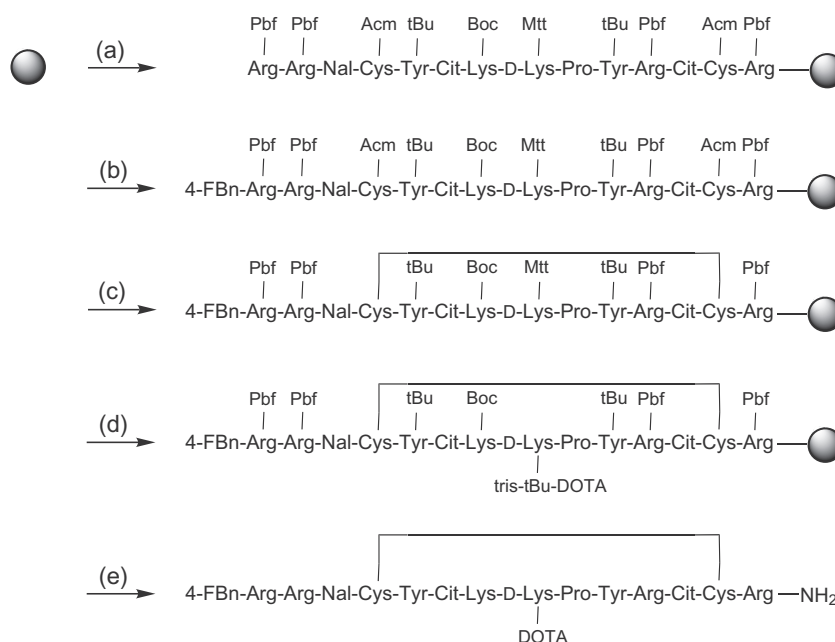 Pbf Pbf Acm tBu Boc Mtt tBu Pbf Acm Pbf
(a) Arg-Arg-Nal-Cys-Tyr-Cit-Lys-D-Lys-Pro-Tyr-Arg-Cit-Cys-Arg
Pbf Pbf Acm tBu Boc Mtt tBu Pbf Acm Pbf
(b) 4-FBn-Arg-Arg-Nal-Cys-Tyr-Cit-Lys-D-Lys-Pro-Tyr-Arg-Cit-Cys-Arg
Pbf Pbf tBu Boc Mtt tBu Pbf Pbf
(c) 4-FBn-Arg-Arg-Nal-Cys-Tyr-Cit-Lys-D-Lys-Pro-Tyr-Arg-Cit-Cys-Arg
Pbf Pbf tBu Boc tBu Pbf Pbf
(d) 4-FBn-Arg-Arg-Nal-Cys-Tyr-Cit-Lys-D-Lys-Pro-Tyr-Arg-Cit-Cys-Arg
tris-tBu-DOTA
(e) 4-FBn-Arg-Arg-Nal-Cys-Tyr-Cit-Lys-D-Lys-Pro-Tyr-Arg-Cit-Cys-Arg—NH2
DOTA